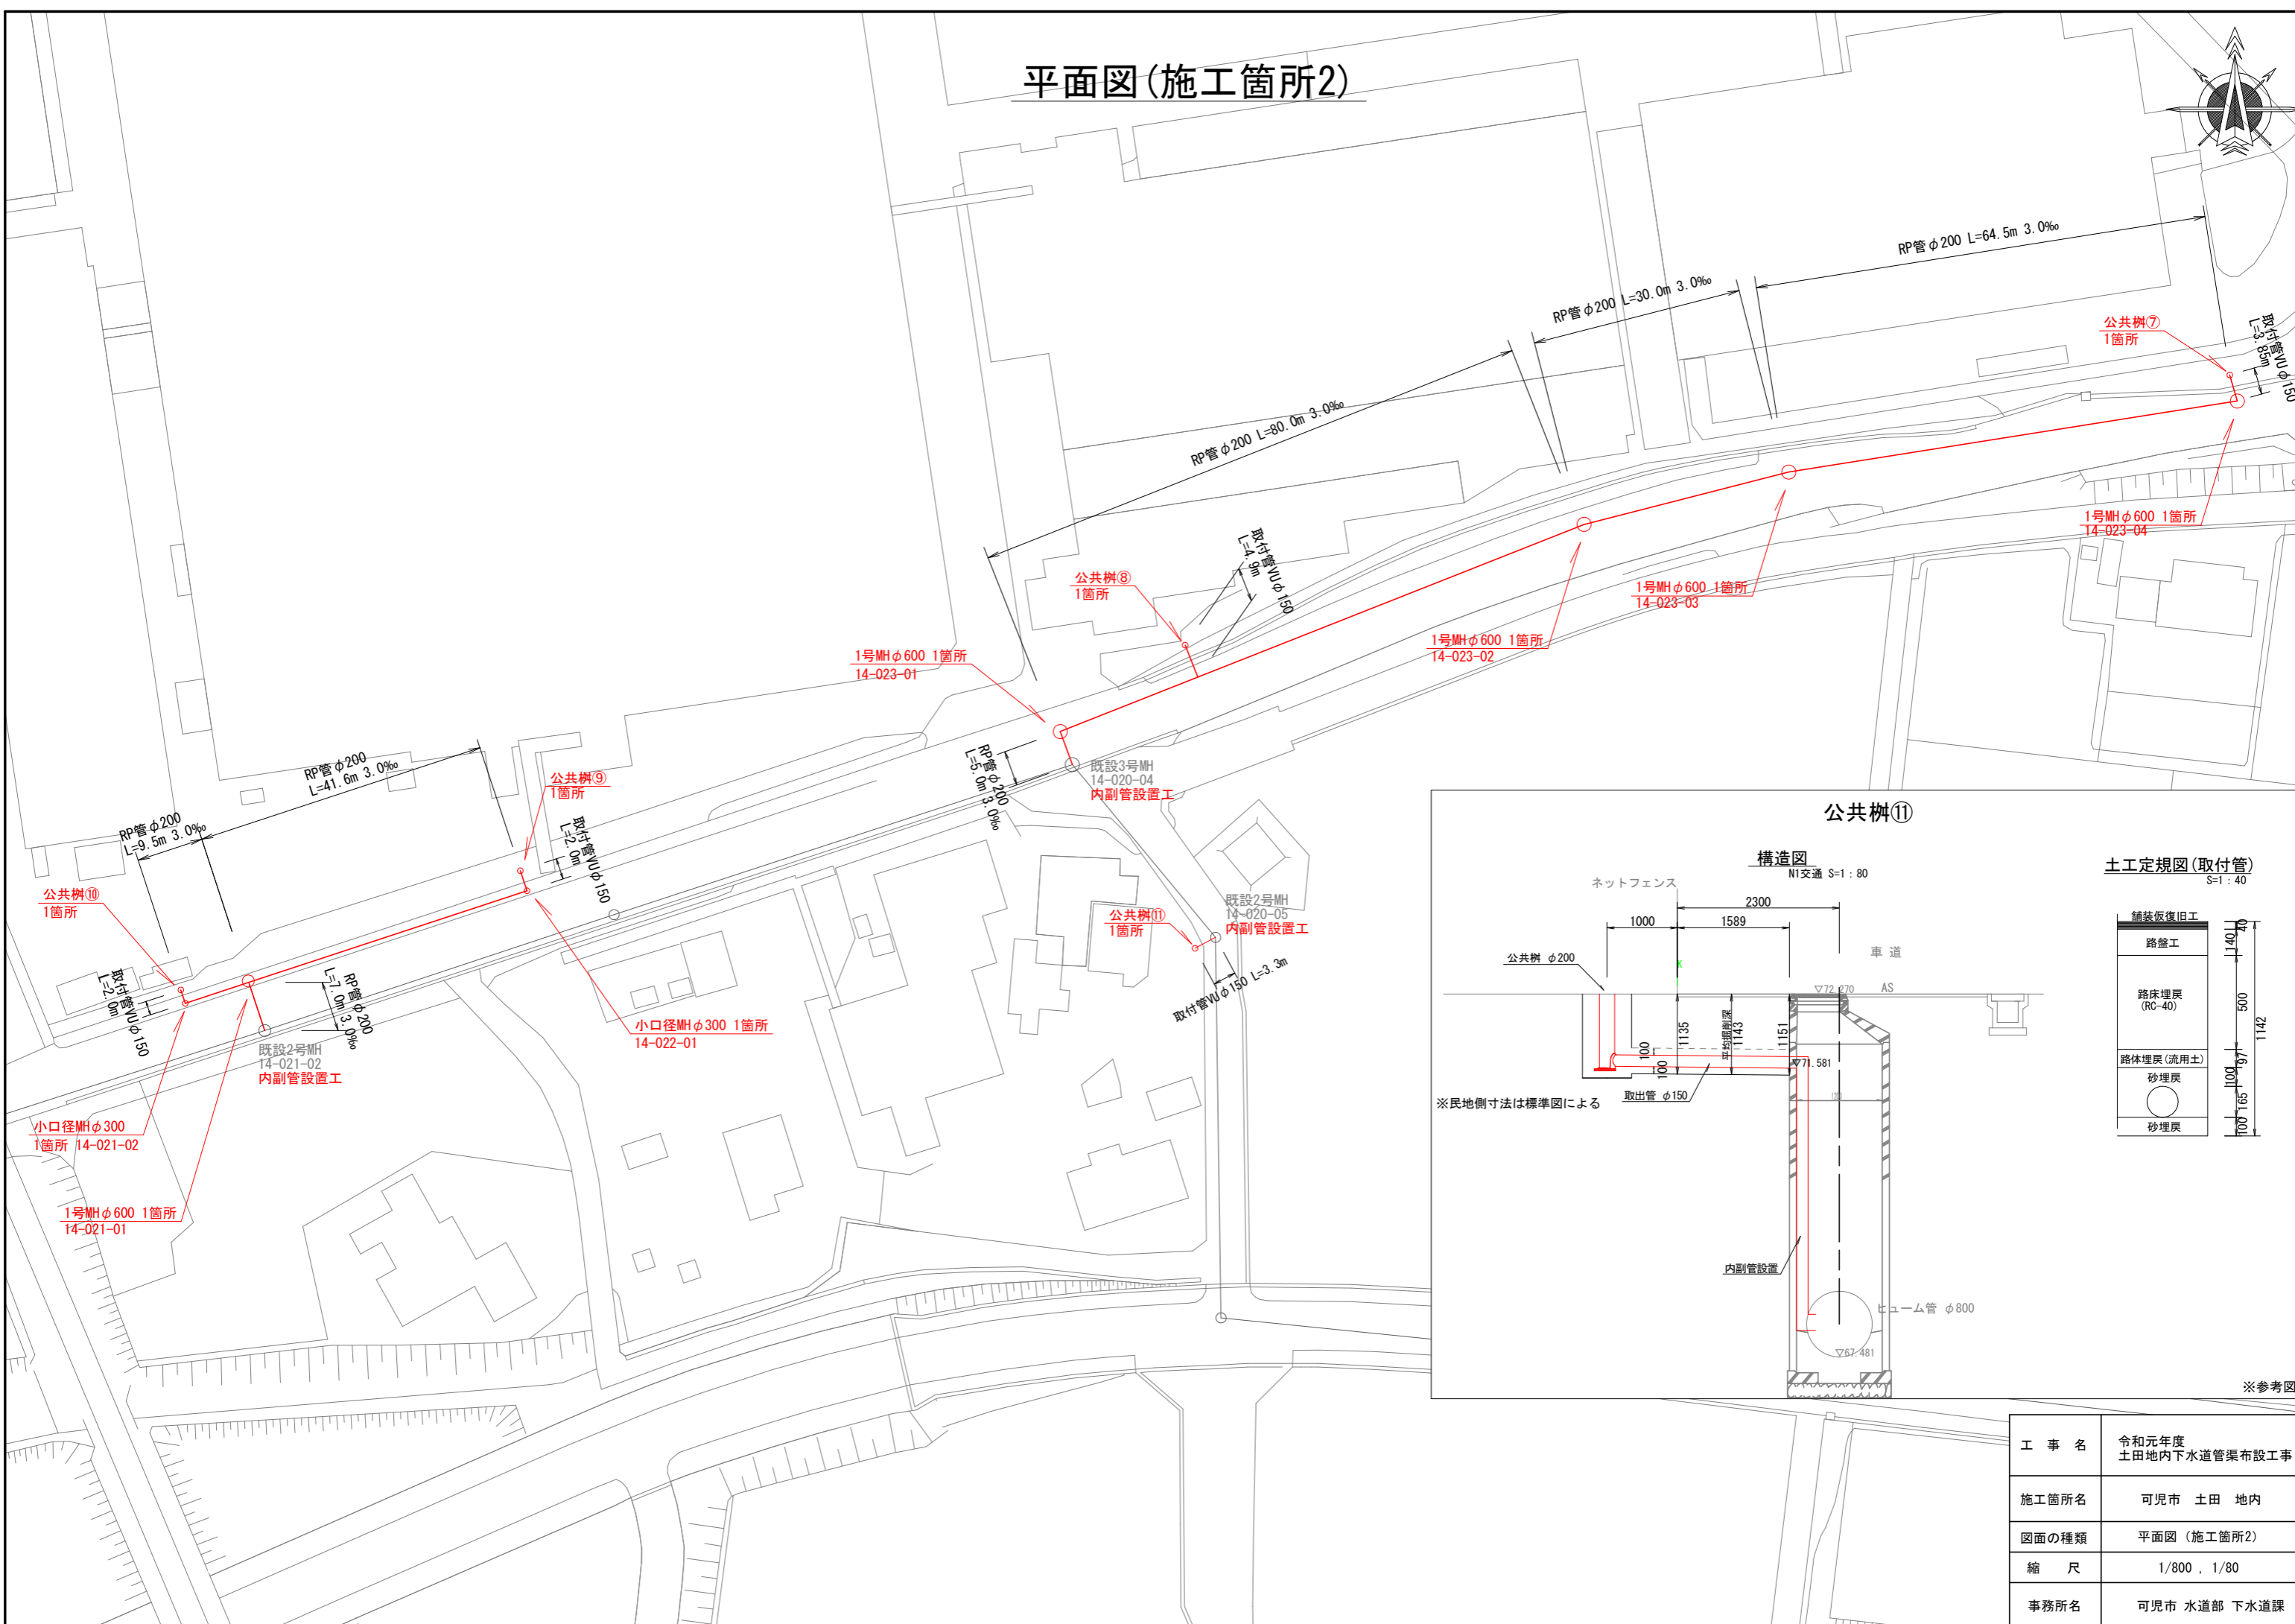 平面図(施工箇所2)
RP管φ200 L=64.5m 3.0‰
RP管φ200 L=30.0m 3.0‰
RP管φ200 L=80.0m 3.0‰
公共桝⑦
1箇所
取付管VUφ150
L=3.85m
1号MHφ600 1箇所
14-023-04
1号MHφ600 1箇所
14-023-03
1号MHφ600 1箇所
14-023-02
取付管VUφ150
L=4.9m
公共桝⑧
1箇所
1号MHφ600 1箇所
14-023-01
RP管φ200
L=5.0m 3.0‰
既設3号MH
14-020-04
内副管設置工
RP管φ200
L=41.6m 3.0‰
公共桝⑨
1箇所
取付管VUφ150
L=2.0m
RP管φ200
L=9.5m 3.0‰
公共桝⑩
1箇所
取付管VUφ150
L=2.0m
RP管φ200
L=7.0m 3.0‰
既設2号MH
14-021-02
内副管設置工
小口径MHφ300 1箇所
14-022-01
小口径MHφ300
1箇所 14-021-02
1号MHφ600 1箇所
14-021-01
公共桝⑪
1箇所
既設2号MH
14-020-05
内副管設置工
取付管VUφ150 L=3.3m
公共桝⑪
構造図
N1交通 S=1：80
ネットフェンス
2300
1000
1589
公共桝 φ200
K
車 道
▽72.270
AS
1135
平均掘削深
1143
1151
100
100
▽71.581
取出管 φ150
※民地側寸法は標準図による
内副管設置
ヒューム管 φ800
▽67.481
土工定規図(取付管)
S=1：40
舗装仮復旧工
40
路盤工
140
路床埋戻
(RC-40)
500
1142
路体埋戻(流用土)
97
砂埋戻
100
165
砂埋戻
100
※参考図
工 事 名
令和元年度
土田地内下水道管渠布設工事
施工箇所名
可児市 土田 地内
図面の種類
平面図（施工箇所2）
縮 尺
1/800 , 1/80
事務所名
可児市 水道部 下水道課